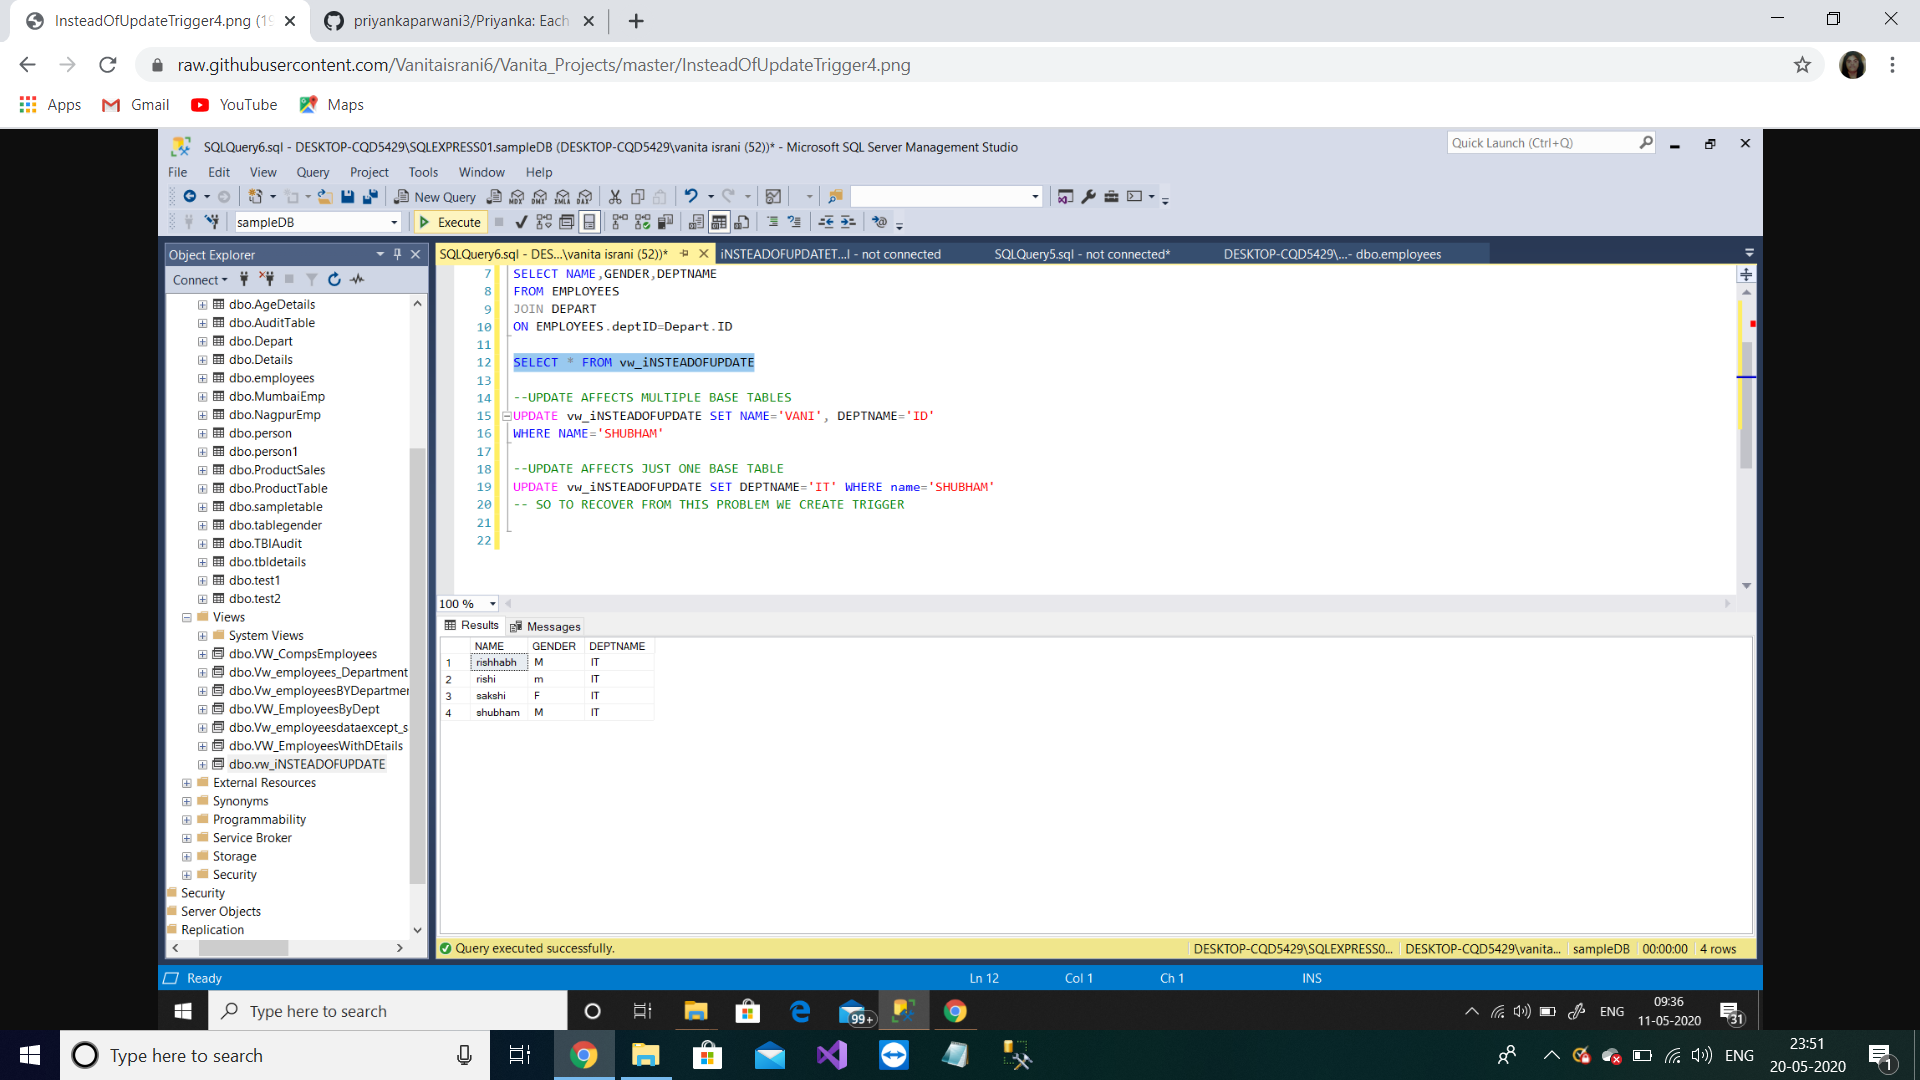 InsteadOfUpdateTrigger4.png (19
priyankaparwani3/Priyanka: Each
raw.githubusercontent.com/Vanitaisrani6/Vanita_Projects/master/InsteadOfUpdateTrigger4.png
Apps Gmail YouTube Maps
SQLQuery6.sql - DESKTOP-CQD5429\SQLEXPRESS01.sampleDB (DESKTOP-CQD5429\vanita israni (52))* - Microsoft SQL Server Management Studio
Quick Launch (Ctrl+Q)
File Edit View Query Project Tools Window Help
New Query
MDX DMX XMLA DAX
sampleDB Execute
Object Explorer
SQLQuery6.sql - DES...\vanita israni (52))* iNSTEADOFUPDATET...l - not connected SQLQuery5.sql - not connected* DESKTOP-CQD5429\...- dbo.employees
Connect
dbo.AgeDetails
dbo.AuditTable
dbo.Depart
dbo.Details
dbo.employees
dbo.MumbaiEmp
dbo.NagpurEmp
dbo.person
dbo.person1
dbo.ProductSales
dbo.ProductTable
dbo.sampletable
dbo.tablegender
dbo.TBlAudit
dbo.tbldetails
dbo.test1
dbo.test2
Views
System Views
dbo.VW_CompsEmployees
dbo.Vw_employees_Department
dbo.Vw_employeesBYDepartmen
dbo.VW_EmployeesByDept
dbo.Vw_employeesdataexcept_s
dbo.VW_EmployeesWithDEtails
dbo.vw_iNSTEADOFUPDATE
External Resources
Synonyms
Programmability
Service Broker
Storage
Security
Security
Server Objects
Replication
7 SELECT NAME,GENDER,DEPTNAME
8 FROM EMPLOYEES
9 JOIN DEPART
10 ON EMPLOYEES.deptID=Depart.ID
11
12 SELECT * FROM vw_iNSTEADOFUPDATE
13
14 --UPDATE AFFECTS MULTIPLE BASE TABLES
15 UPDATE vw_iNSTEADOFUPDATE SET NAME='VANI', DEPTNAME='ID'
16 WHERE NAME='SHUBHAM'
17
18 --UPDATE AFFECTS JUST ONE BASE TABLE
19 UPDATE vw_iNSTEADOFUPDATE SET DEPTNAME='IT' WHERE name='SHUBHAM'
20 -- SO TO RECOVER FROM THIS PROBLEM WE CREATE TRIGGER
21
22
100 %
Results Messages
NAME GENDER DEPTNAME
1 rishhabh M IT
2 rishi m IT
3 sakshi F IT
4 shubham M IT
Query executed successfully. DESKTOP-CQD5429\SQLEXPRESS0... DESKTOP-CQD5429\vanita... sampleDB 00:00:00 4 rows
Ready Ln 12 Col 1 Ch 1 INS
Type here to search
99+
ENG
09:36
11-05-2020
31
Type here to search
ENG
23:51
20-05-2020
1